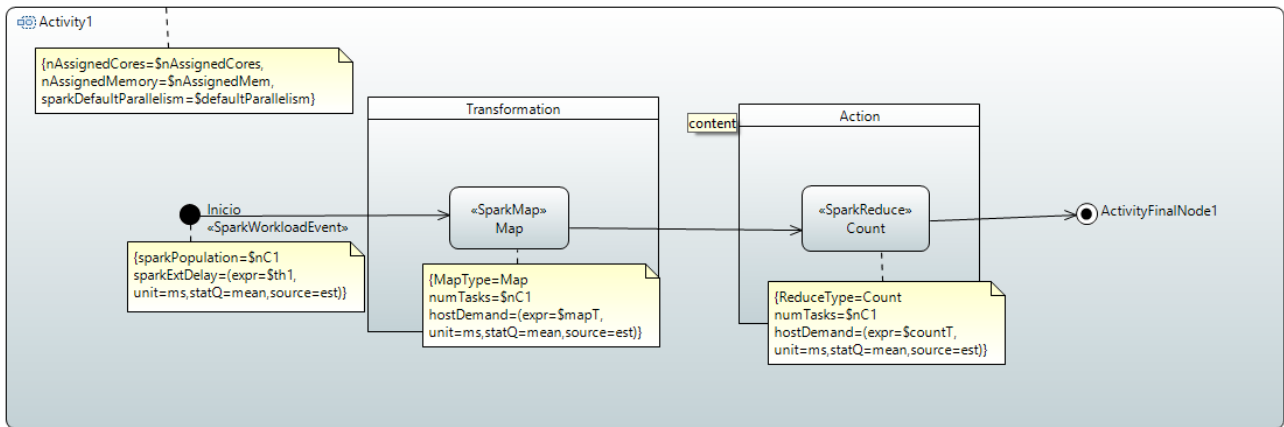 Activity1
{nAssignedCores=$nAssignedCores,
nAssignedMemory=$nAssignedMem,
sparkDefaultParallelism=$defaultParallelism}
Transformation
content
Action
Inicio
«SparkWorkloadEvent»
«SparkMap»
Map
«SparkReduce»
Count
ActivityFinalNode1
{sparkPopulation=$nC1
sparkExtDelay=(expr=$th1,
unit=ms,statQ=mean,source=est)}
{MapType=Map
numTasks=$nC1
hostDemand=(expr=$mapT,
unit=ms,statQ=mean,source=est)}
{ReduceType=Count
numTasks=$nC1
hostDemand=(expr=$countT,
unit=ms,statQ=mean,source=est)}